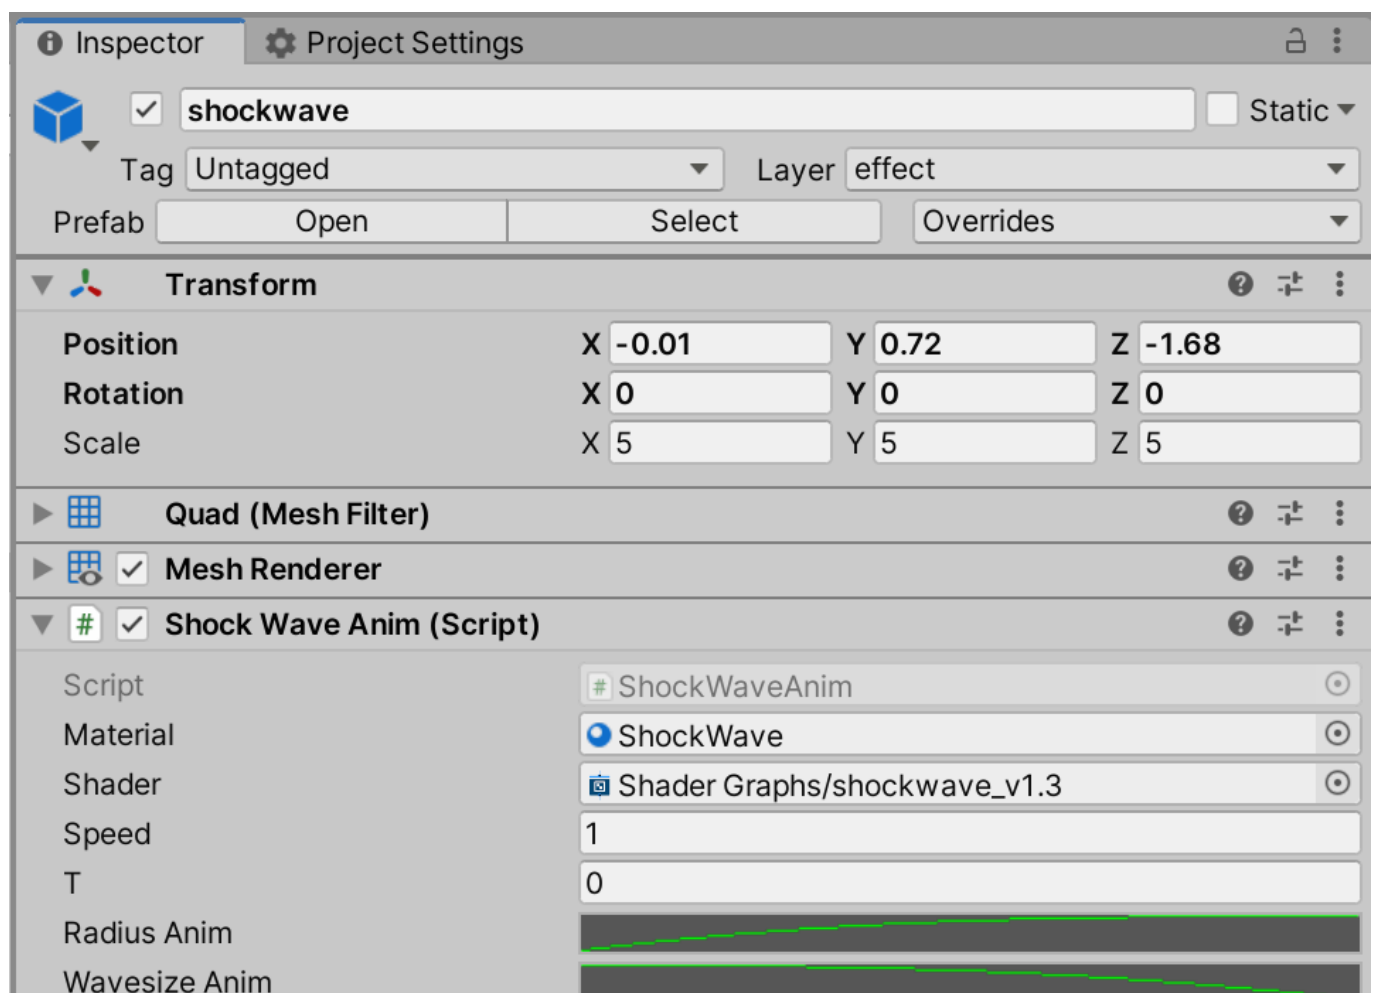 Inspector Project Settings
shockwave Static
Tag Untagged Layer effect
Prefab Open Select Overrides
Transform
Position X -0.01 Y 0.72 Z -1.68
Rotation X 0 Y 0 Z 0
Scale X 5 Y 5 Z 5
Quad (Mesh Filter)
Mesh Renderer
# Shock Wave Anim (Script)
Script # ShockWaveAnim
Material ShockWave
Shader Shader Graphs/shockwave_v1.3
Speed 1
T 0
Radius Anim
Wavesize Anim